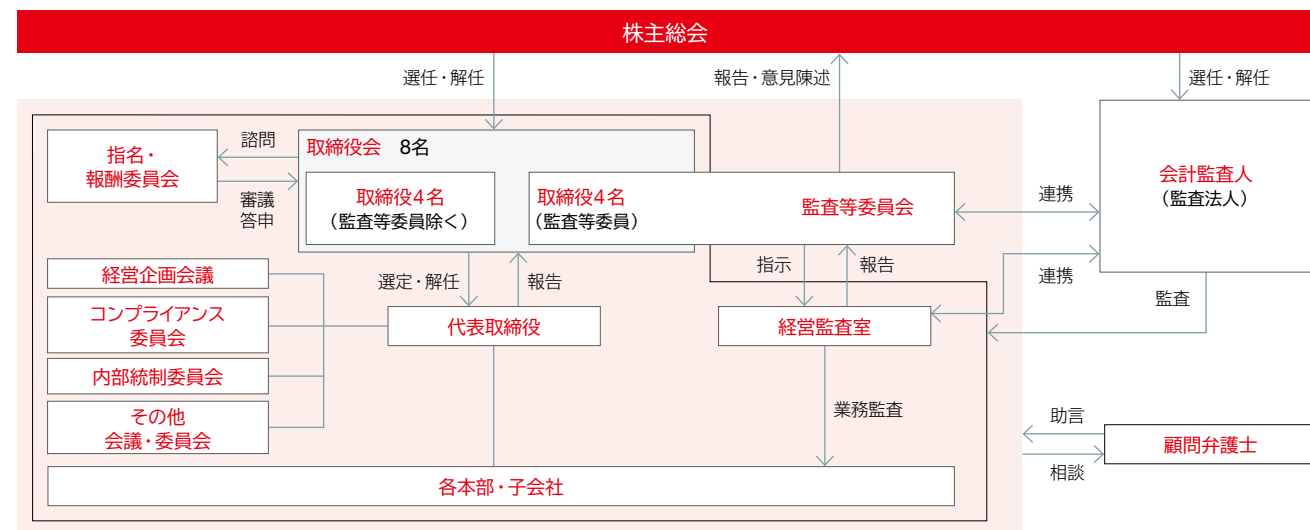 株主総会
選任・解任
報告・意見陳述
選任・解任
指名・
報酬委員会
諮問
審議
答申
取締役会 8名
取締役4名
（監査等委員除く）
取締役4名
（監査等委員）
監査等委員会
連携
連携
会計監査人
（監査法人）
監査
選定・解任
報告
指示
報告
経営企画会議
コンプライアンス
委員会
内部統制委員会
その他
会議・委員会
代表取締役
経営監査室
業務監査
助言
相談
顧問弁護士
各本部・子会社